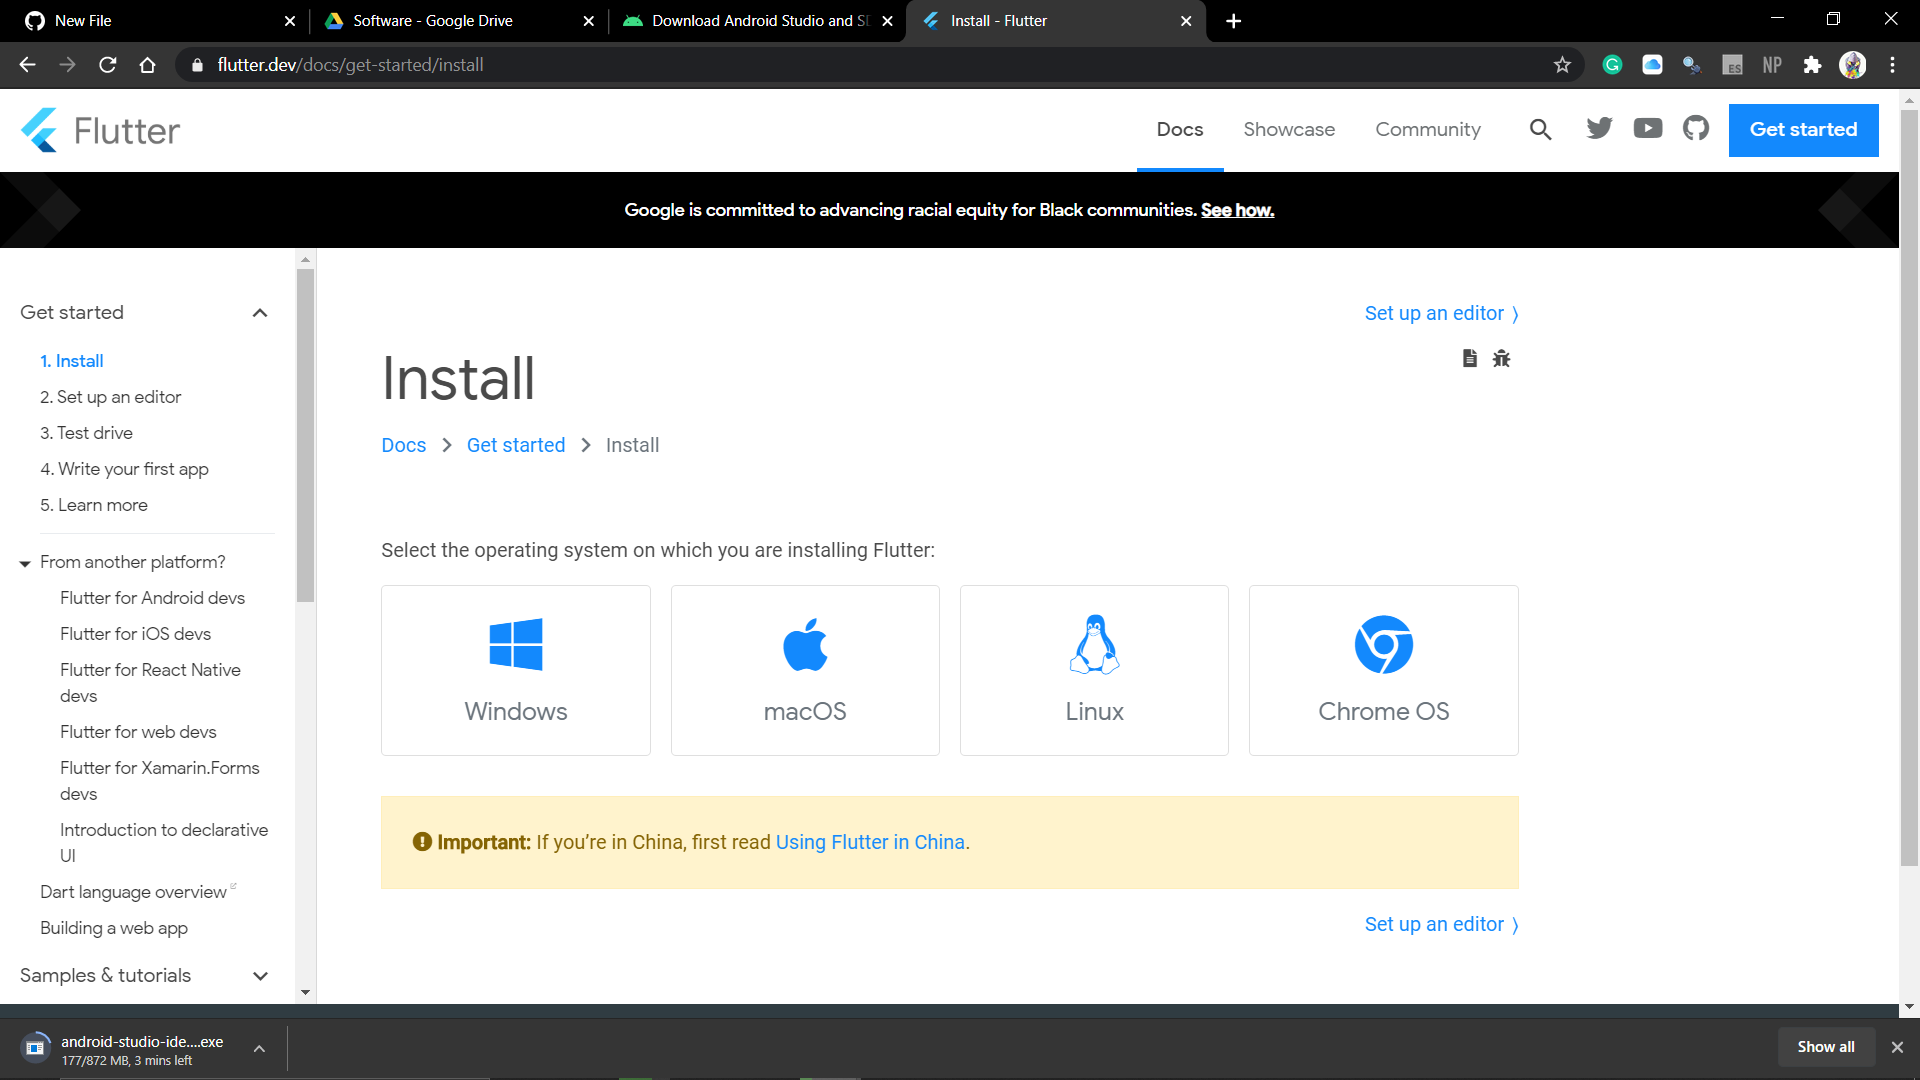 New File
Software - Google Drive
Download Android Studio and S
Install - Flutter
flutter.dev/docs/get-started/install
ES
NP
Flutter
Docs
Showcase
Community
Get started
Google is committed to advancing racial equity for Black communities. See how.
Get started
1. Install
2. Set up an editor
3. Test drive
4. Write your first app
5. Learn more
From another platform?
Flutter for Android devs
Flutter for iOS devs
Flutter for React Native
devs
Flutter for web devs
Flutter for Xamarin.Forms
devs
Introduction to declarative
UI
Dart language overview
Building a web app
Samples & tutorials
Set up an editor
Install
Docs > Get started > Install
Select the operating system on which you are installing Flutter:
Windows
macOS
Linux
Chrome OS
Important: If you’re in China, first read Using Flutter in China.
Set up an editor
android-studio-ide....exe
177/872 MB, 3 mins left
Show all